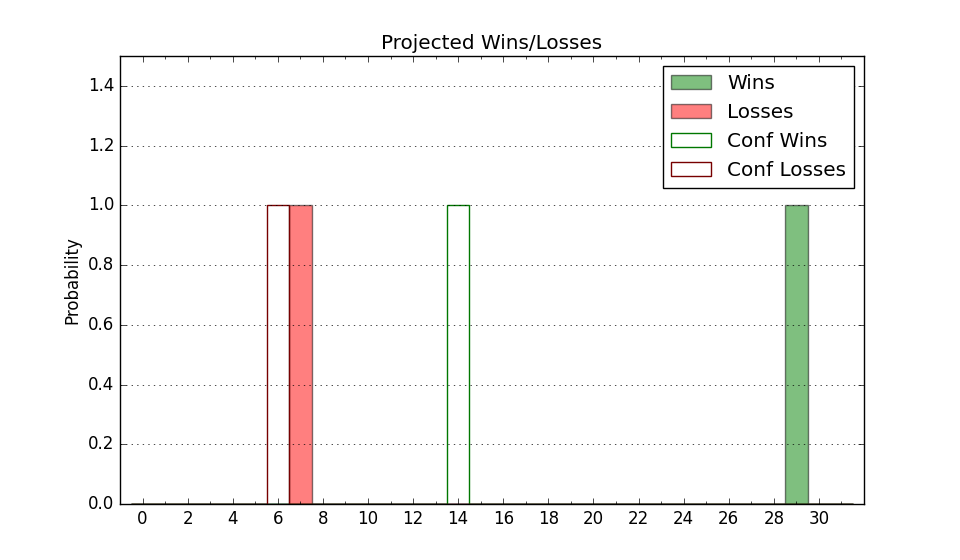 Projected Wins/Losses
Wins
Losses
Conf Wins
Conf Losses
Probability
1.4
1.2
1.0
0.8
0.6
0.4
0.2
0.0
0 2 4 6 8 10 12 14 16 18 20 22 24 26 28 30